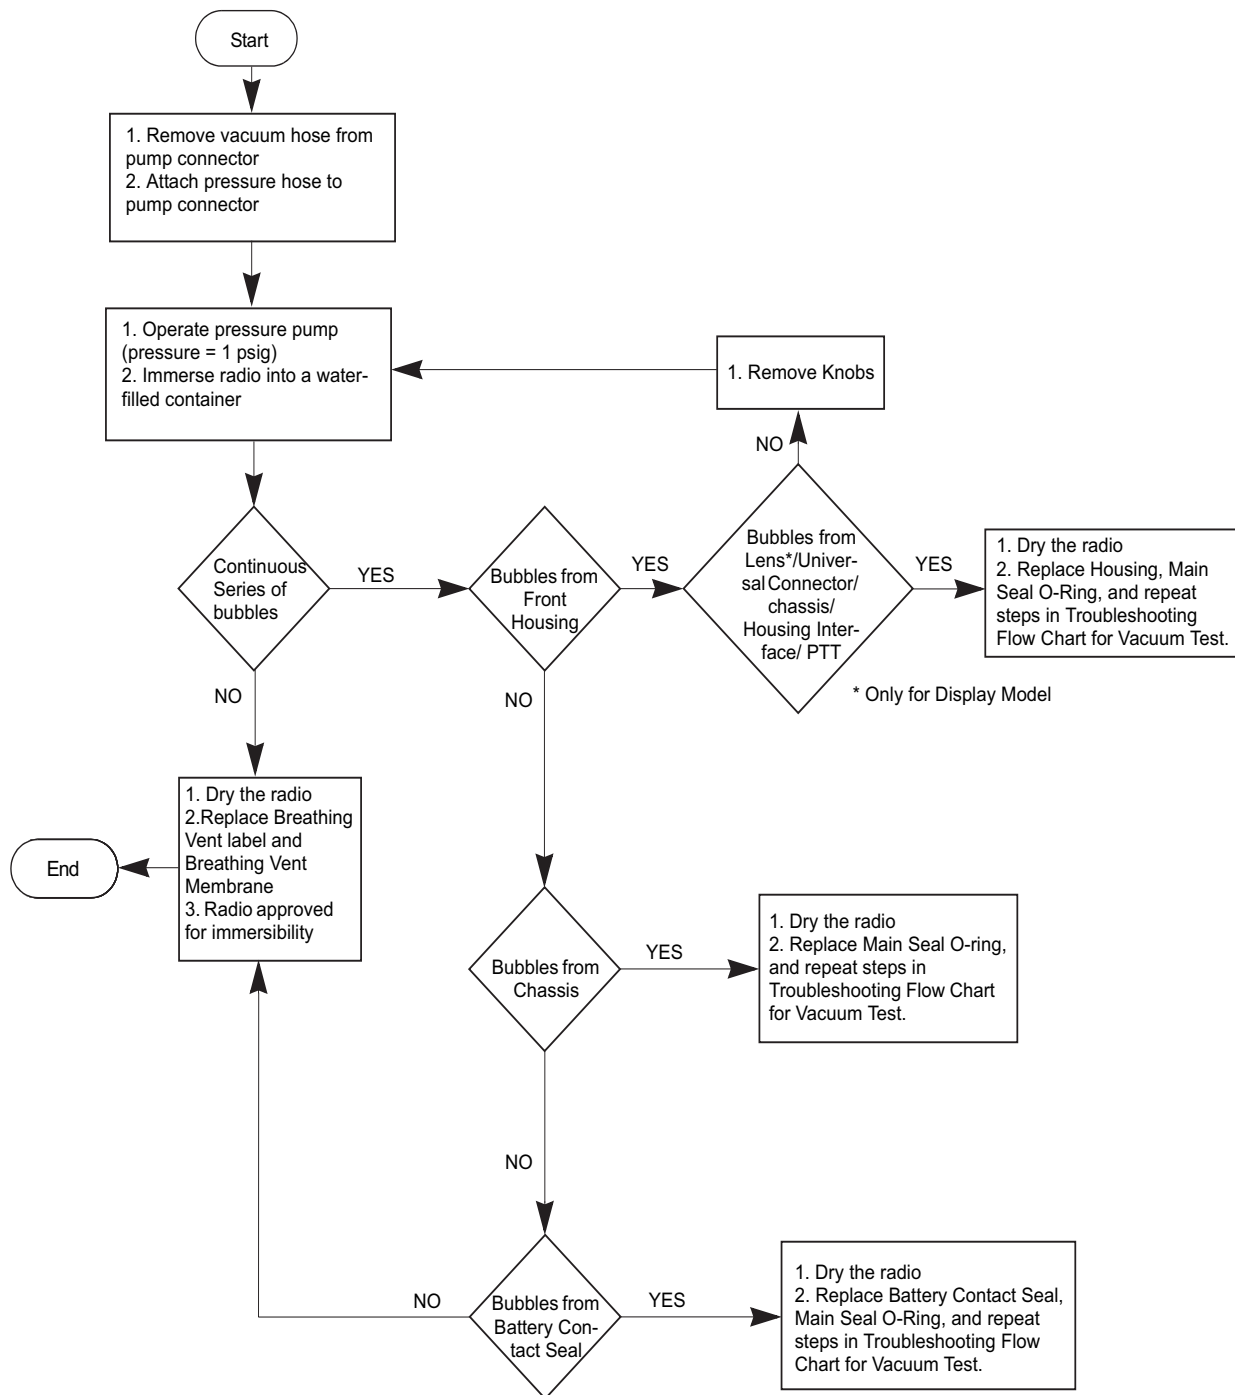 Start
1. Remove vacuum hose from
pump connector
2. Attach pressure hose to
pump connector
1. Operate pressure pump
(pressure = 1 psig)
2. Immerse radio into a water-
filled container
1. Remove Knobs
NO
Continuous
Series of
bubbles
YES
Bubbles from
Front
Housing
YES
Bubbles from
Lens*/Univer-
sal Connector/
chassis/
Housing Inter-
face/ PTT
YES
1. Dry the radio
2. Replace Housing, Main
Seal O-Ring, and repeat
steps in Troubleshooting
Flow Chart for Vacuum Test.
* Only for Display Model
NO
NO
1. Dry the radio
2.Replace Breathing
Vent label and
Breathing Vent
Membrane
3. Radio approved
for immersibility
End
Bubbles from
Chassis
YES
1. Dry the radio
2. Replace Main Seal O-ring,
and repeat steps in
Troubleshooting Flow Chart
for Vacuum Test.
NO
Bubbles from
Battery Con-
tact Seal
NO
YES
1. Dry the radio
2. Replace Battery Contact Seal,
Main Seal O-Ring, and repeat
steps in Troubleshooting Flow
Chart for Vacuum Test.